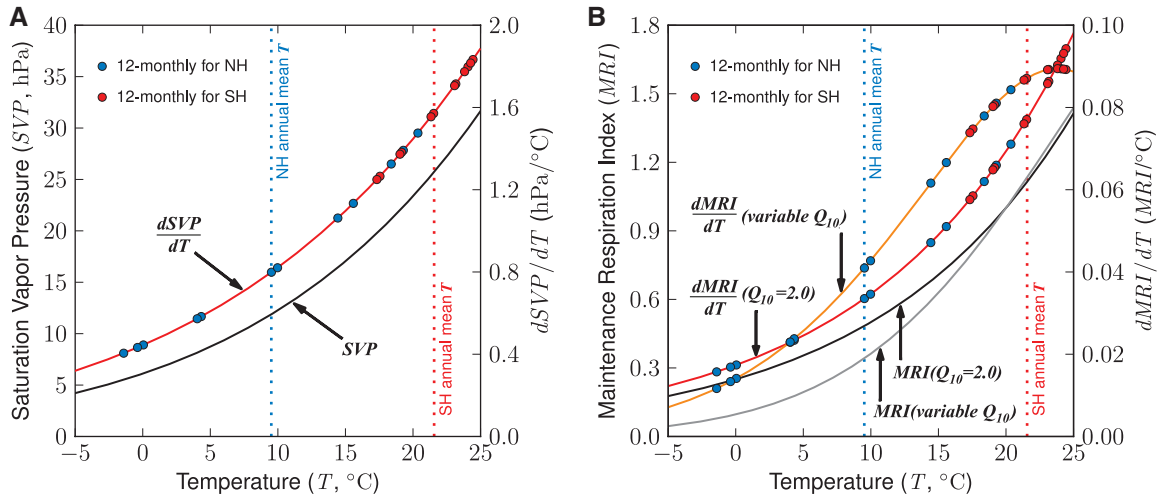 A
40
35
30
25
20
15
10
5
0
Saturation Vapor Pressure (SVP, hPa)
12-monthly for NH
12-monthly for SH
NH annual mean T
SH annual mean T
dSVP
dT
SVP
2.0
1.6
1.2
0.8
0.4
0.0
dSVP/dT (hPa/°C)
−5 0 5 10 15 20 25
Temperature (T, °C)
B
1.8
1.5
1.2
0.9
0.6
0.3
0.0
Maintenance Respiration Index (MRI)
12-monthly for NH
12-monthly for SH
NH annual mean T
SH annual mean T
dMRI
dT (variable Q10)
dMRI
dT (Q10=2.0)
MRI(Q10=2.0)
MRI(variable Q10)
0.10
0.08
0.06
0.04
0.02
0.00
dMRI/dT (MRI/°C)
−5 0 5 10 15 20 25
Temperature (T, °C)